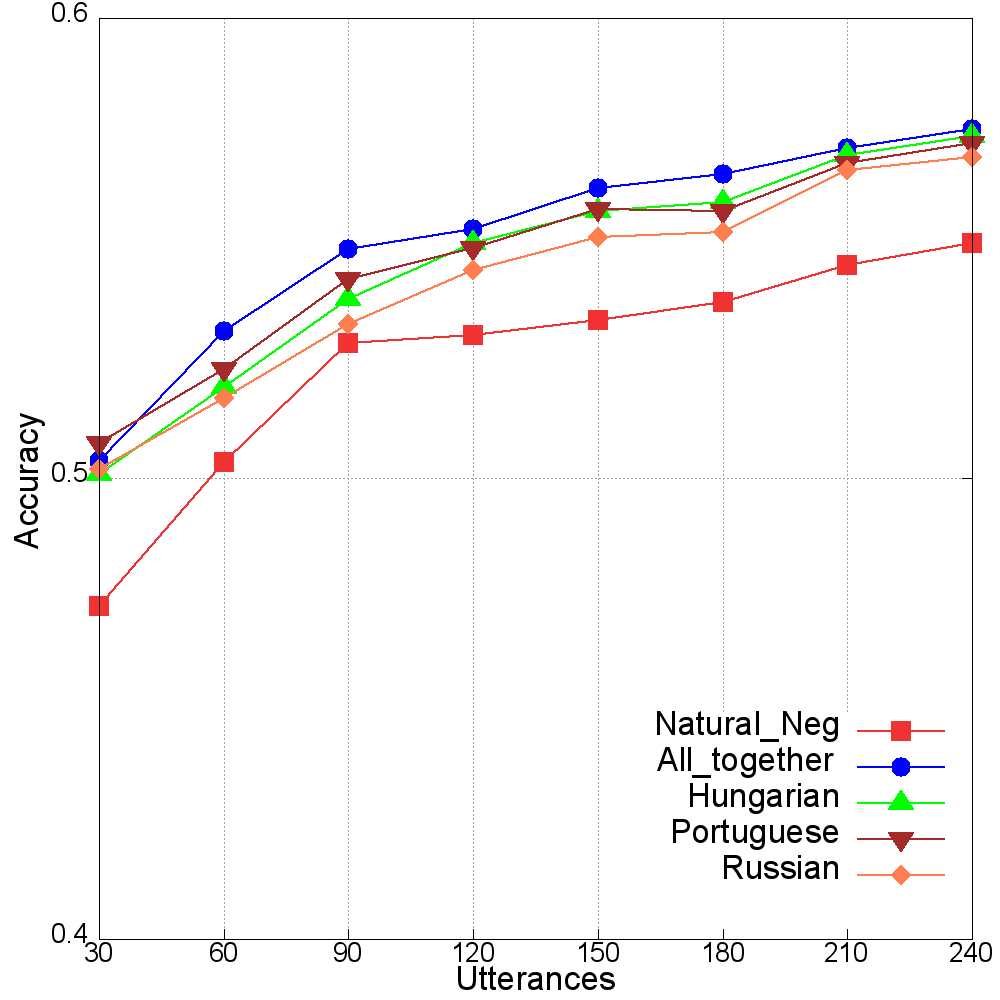 0.6
0.5
0.4
Accuracy
Natural_Neg
All_together
Hungarian
Portuguese
Russian
30 60 90 120 150 180 210 240
Utterances